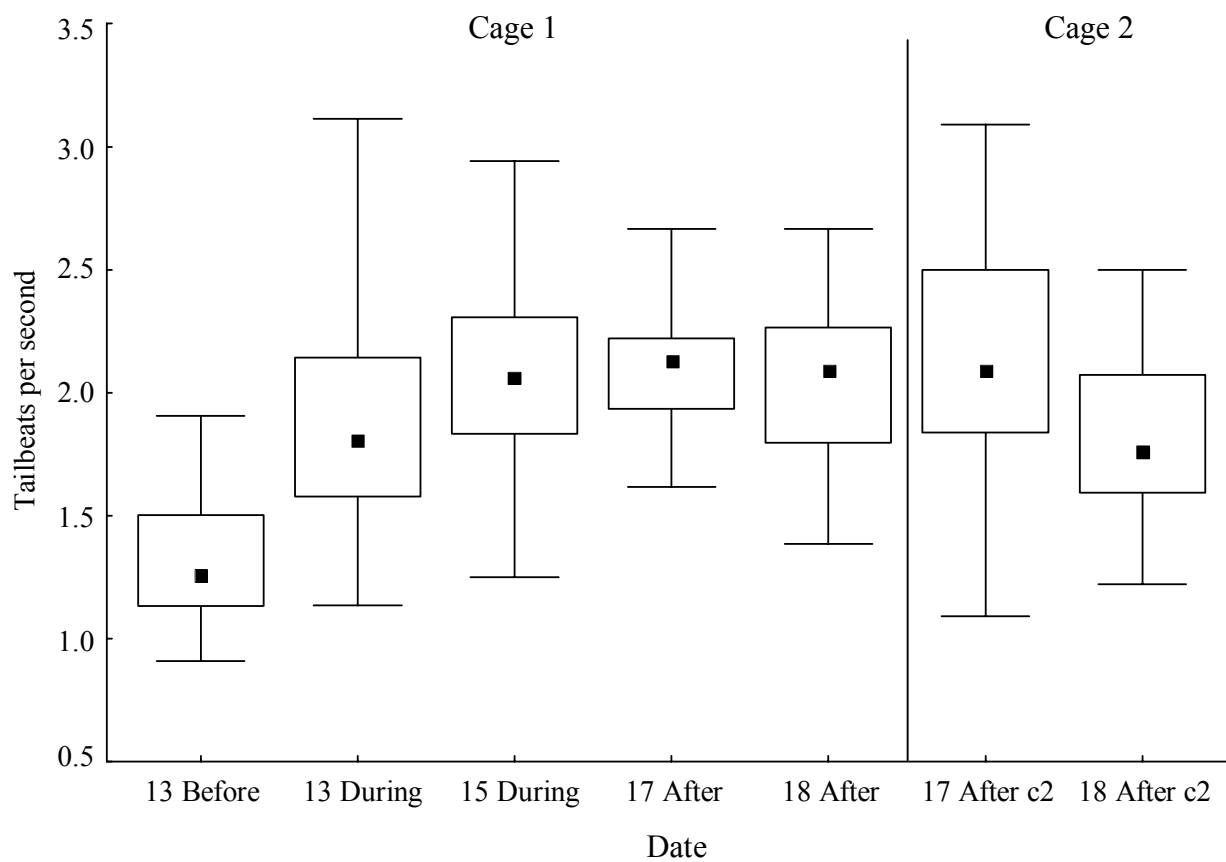 Cage 1
Cage 2
Tailbeats per second
3.5
3.0
2.5
2.0
1.5
1.0
0.5
13 Before
13 During
15 During
17 After
18 After
17 After c2
18 After c2
Date